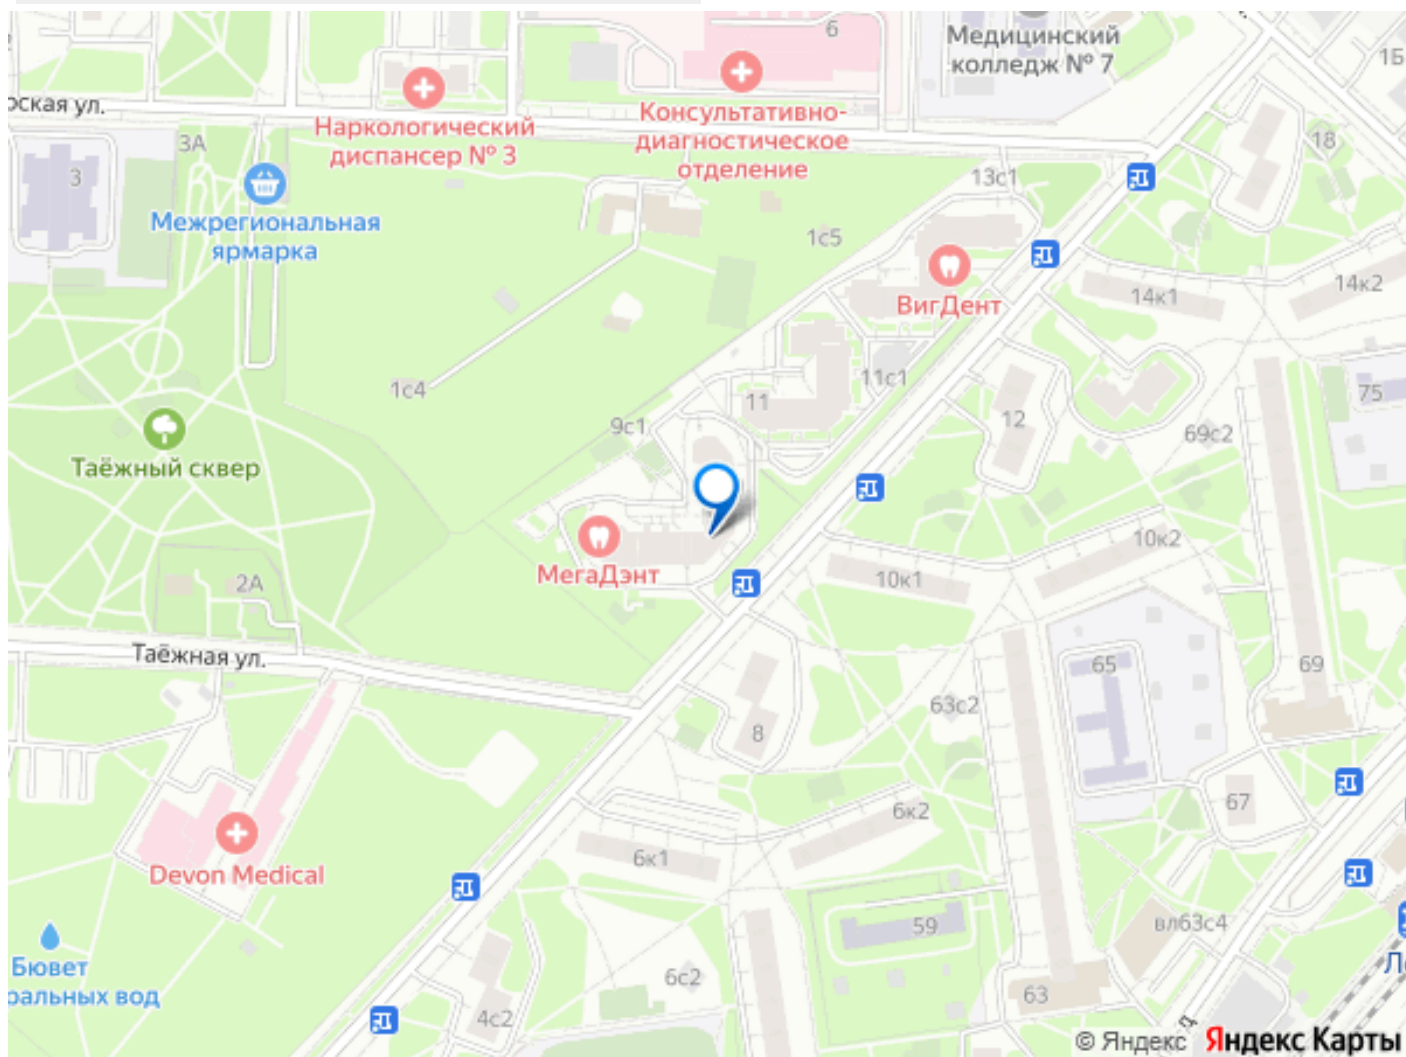 6
Медицинский
колледж № 7
1Б
ская ул.
Наркологический
диспансер № 3
Консультативно-
диагностическое
отделение
3А
3
18
13с1
Межрегиональная
ярмарка
1с5
ВигДент
14к1
14к2
1с4
11с1
11
75
12
9с1
69с2
Таёжный сквер
МегаДэнт
10к2
10к1
2А
Таёжная ул.
65
69
63с2
8
67
6к2
6к1
Devon Medical
59
вл63с4
Бювет
ральных вод
6с2
63
4с2
© Яндекс Яндекс Карты